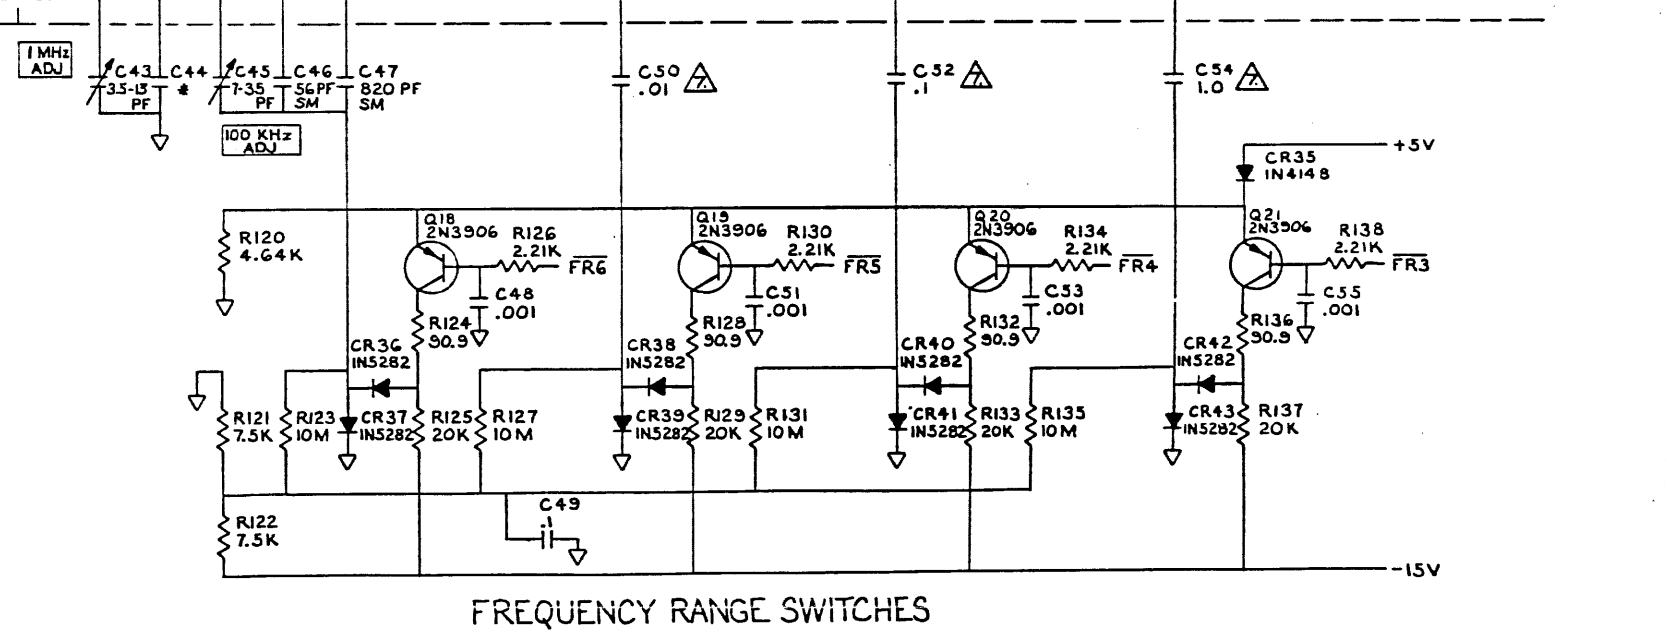 1 MHz
ADJ
C43
3.5-13
PF
C44
*
C45
7-35
PF
C46
56 PF
SM
C47
820 PF
SM
100 KHz
ADJ
C50
.01
7.
C52
.1
7.
C54
1.0
7.
+5V
CR35
1N4148
R120
4.64K
Q18
2N3906
R126
2.21K
FR6
C48
.001
R124
90.9
Q19
2N3906
R130
2.21K
FR5
C51
.001
R128
90.9
Q20
2N3906
R134
2.21K
FR4
C53
.001
R132
90.9
Q21
2N3906
R138
2.21K
FR3
C55
.001
R136
90.9
CR36
1N5282
CR38
1N5282
CR40
1N5282
CR42
1N5282
R121
7.5K
R123
10M
CR37
1N5282
R125
20K
R127
10M
CR39
1N5282
R129
20K
R131
10M
CR41
1N5282
R133
20K
R135
10M
CR43
1N5282
R137
20K
R122
7.5K
C49
.1
-15V
FREQUENCY RANGE SWITCHES